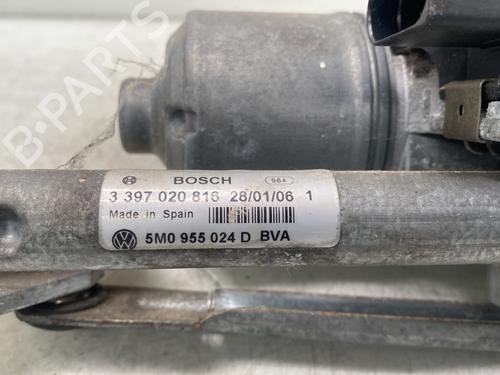 BOSCH 964
3 397 020 816 28/01/06 1
Made in Spain
5M0 955 024 D BVA
B-PARTS